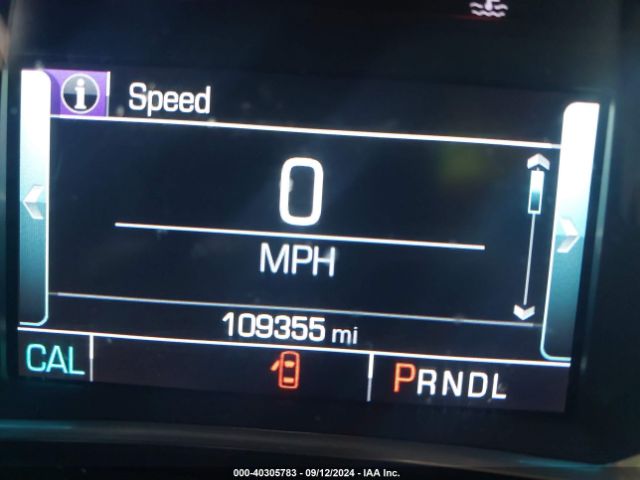 Speed
0
MPH
109355 mi
CAL
PRNDL
000-40305783 - 09/12/2024 - IAA Inc.